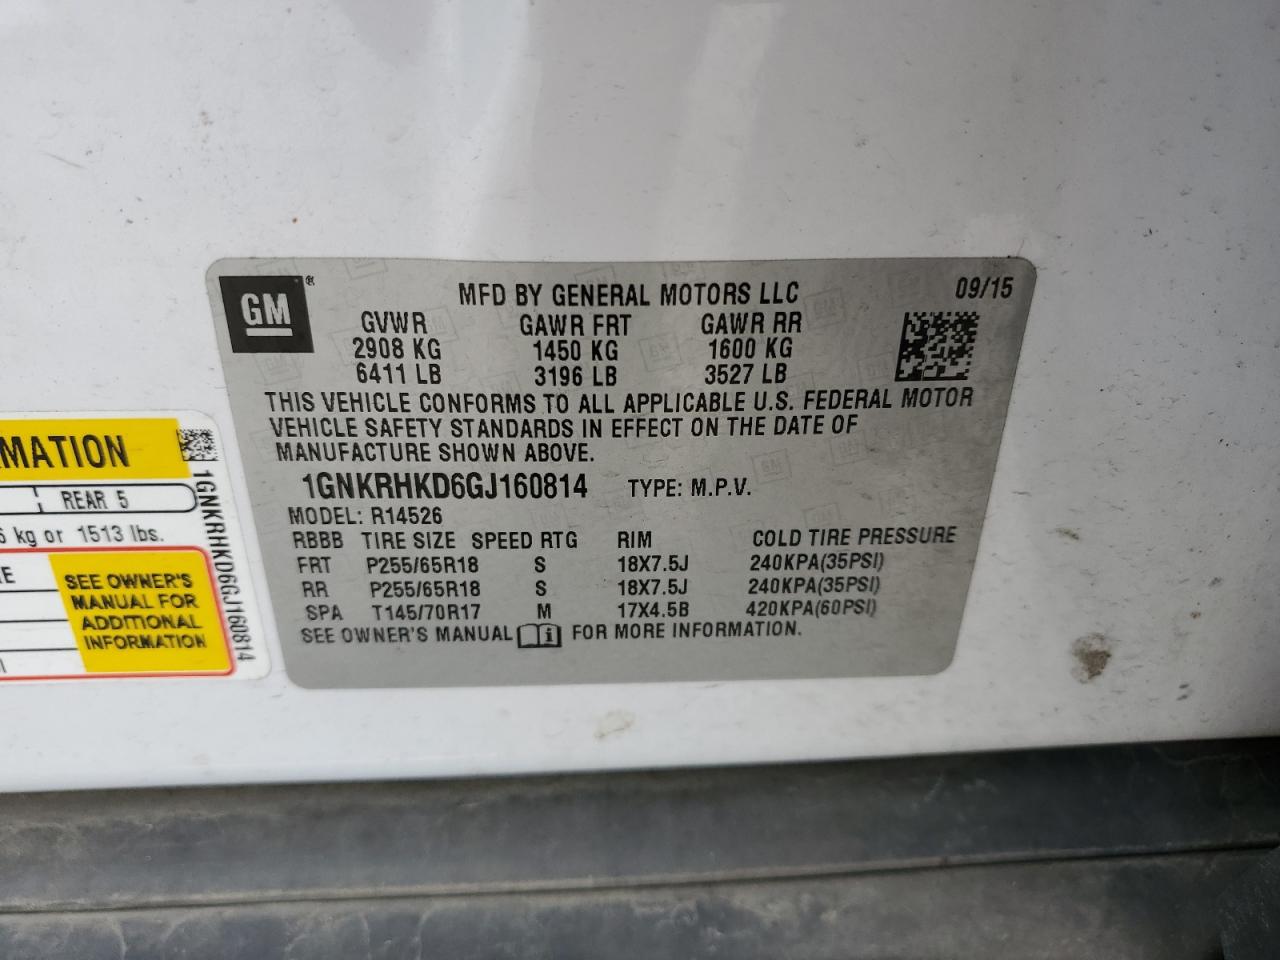 GM ®
MFD BY GENERAL MOTORS LLC 09/15
GVWR GAWR FRT GAWR RR
2908 KG 1450 KG 1600 KG
6411 LB 3196 LB 3527 LB
THIS VEHICLE CONFORMS TO ALL APPLICABLE U.S. FEDERAL MOTOR
VEHICLE SAFETY STANDARDS IN EFFECT ON THE DATE OF
MANUFACTURE SHOWN ABOVE.
1GNKRHKD6GJ160814 TYPE: M.P.V.
MODEL: R14526
RBBB TIRE SIZE SPEED RTG RIM COLD TIRE PRESSURE
FRT P255/65R18 S 18X7.5J 240KPA(35PSI)
RR P255/65R18 S 18X7.5J 240KPA(35PSI)
SPA T145/70R17 M 17X4.5B 420KPA(60PSI)
SEE OWNER'S MANUAL FOR MORE INFORMATION.
MATION
REAR 5
kg or 1513 lbs.
SEE OWNER'S
MANUAL FOR
ADDITIONAL
INFORMATION
1GNKRHKD6GJ160814